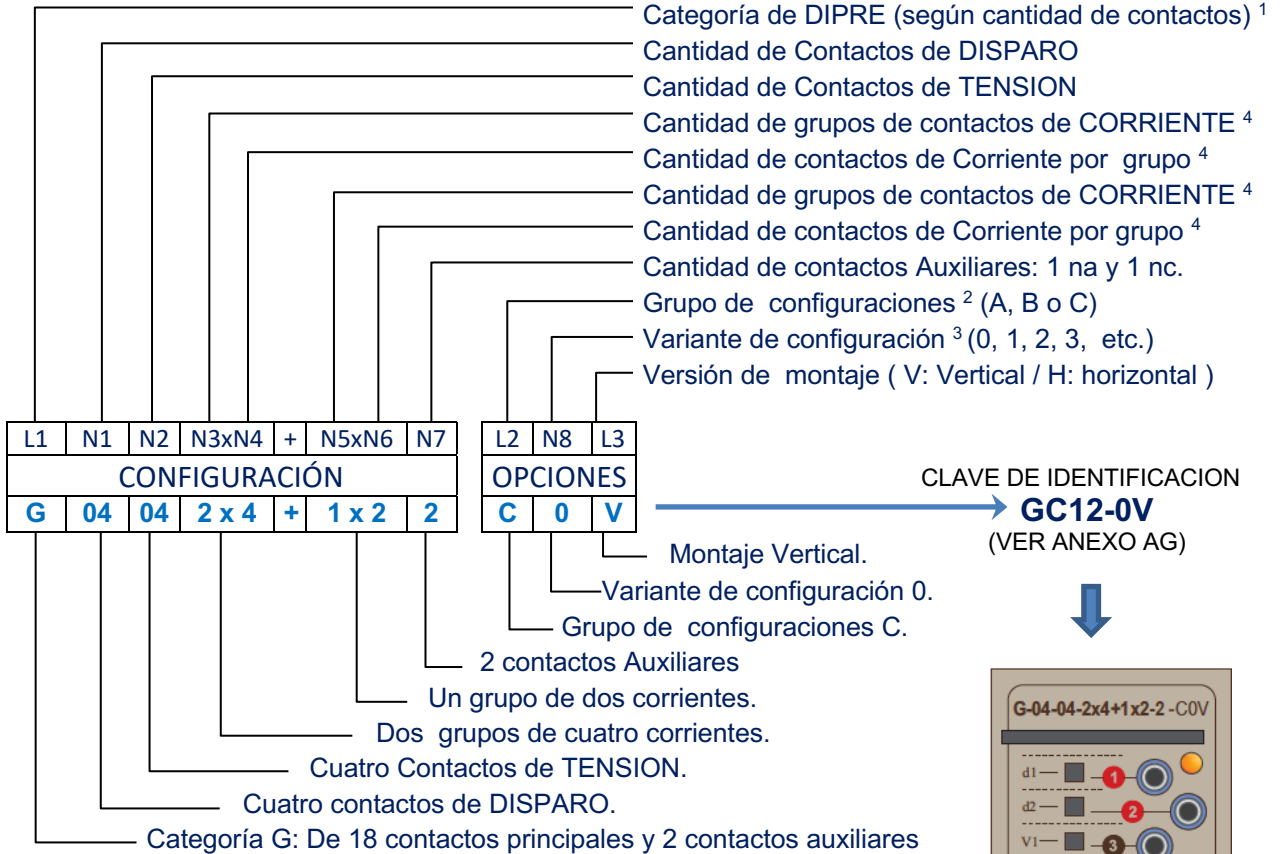 Categoría de DIPRE (según cantidad de contactos) 1
Cantidad de Contactos de DISPARO
Cantidad de Contactos de TENSION
Cantidad de grupos de contactos de CORRIENTE 4
Cantidad de contactos de Corriente por grupo 4
Cantidad de grupos de contactos de CORRIENTE 4
Cantidad de contactos de Corriente por grupo 4
Cantidad de contactos Auxiliares: 1 na y 1 nc.
Grupo de configuraciones 2 (A, B o C)
Variante de configuración 3 (0, 1, 2, 3, etc.)
Versión de montaje ( V: Vertical / H: horizontal )
L1 N1 N2 N3xN4 + N5xN6 N7 L2 N8 L3
CONFIGURACIÓN OPCIONES
G 04 04 2 x 4 + 1 x 2 2 C 0 V
CLAVE DE IDENTIFICACION
GC12-0V
(VER ANEXO AG)
Montaje Vertical.
Variante de configuración 0.
Grupo de configuraciones C.
2 contactos Auxiliares
Un grupo de dos corrientes.
Dos grupos de cuatro corrientes.
Cuatro Contactos de TENSION.
Cuatro contactos de DISPARO.
Categoría G: De 18 contactos principales y 2 contactos auxiliares
G-04-04-2x4+1x2-2 -C0V
d1 1
d2 2
V1 3